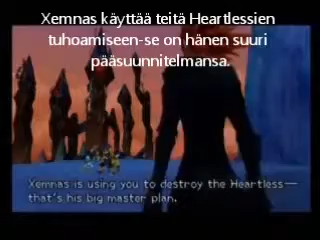 Xemnas käyttää teitä Heartlessien
tuhoamiseen-se on hänen suuri
pääsuunnitelmansa.
Xemnas is using you to destroy the Heartless—
that's his big master plan.